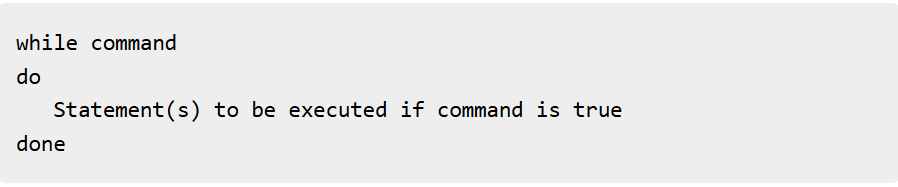 while command
do
   Statement(s) to be executed if command is true
done